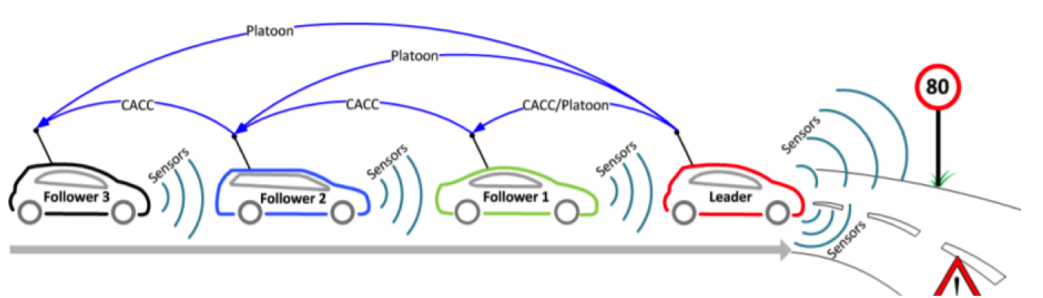 Platoon
Platoon
CACC
CACC
CACC/Platoon
80
Sensors
Sensors
Sensors
Sensors
Follower 3
Follower 2
Follower 1
Leader
Sensors
!